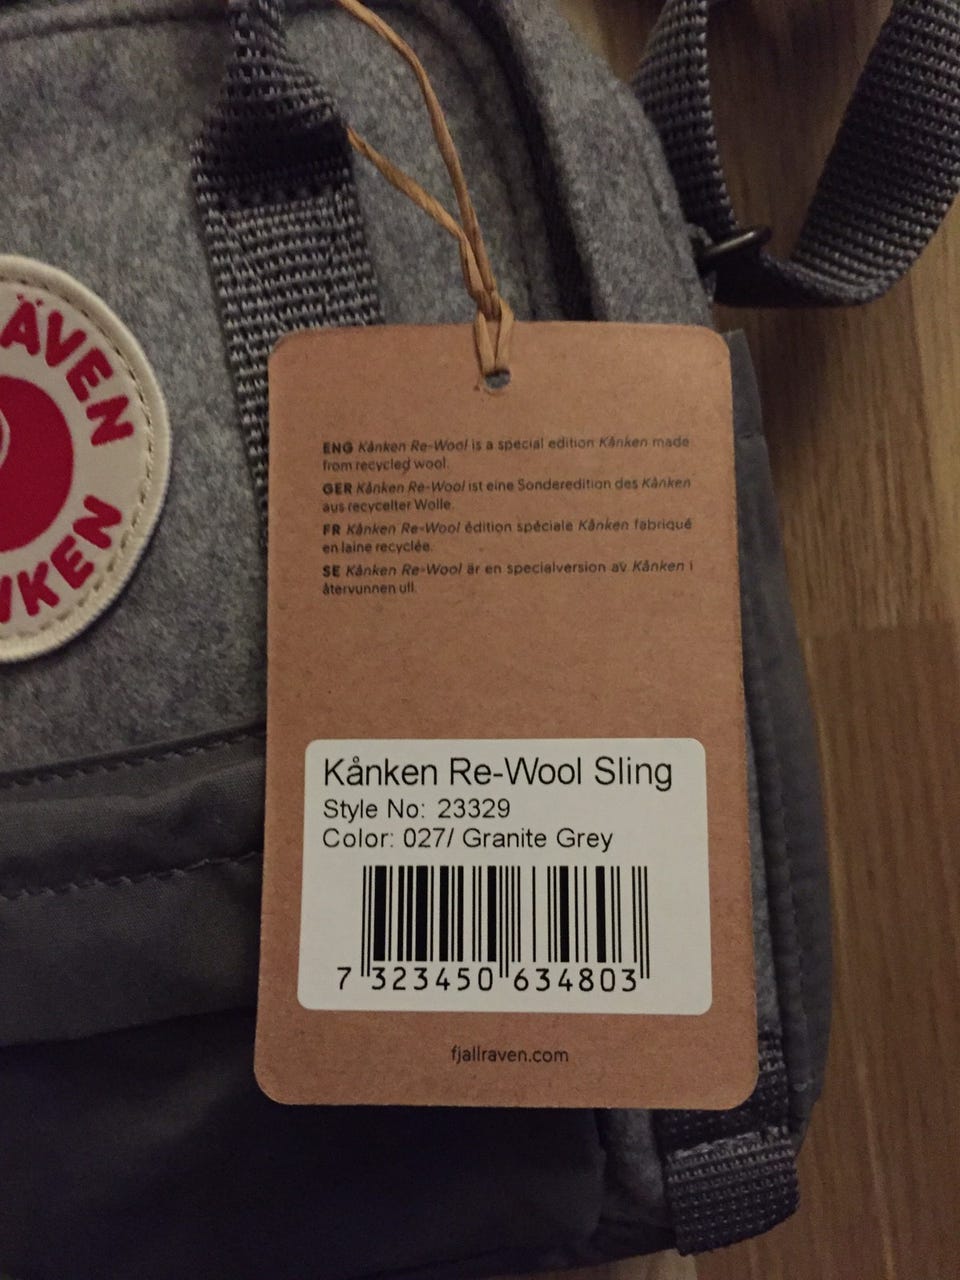 ÄVEN
VKEN
ENG Kånken Re-Wool is a special edition Kånken made
from recycled wool.
GER Kånken Re-Wool ist eine Sonderedition des Kånken
aus recycelter Wolle.
FR Kånken Re-Wool édition spéciale Kånken fabriqué
en laine recyclée.
SE Kånken Re-Wool är en specialversion av Kånken i
återvunnen ull.
Kånken Re-Wool Sling
Style No: 23329
Color: 027/ Granite Grey
7 323450 634803
fjallraven.com